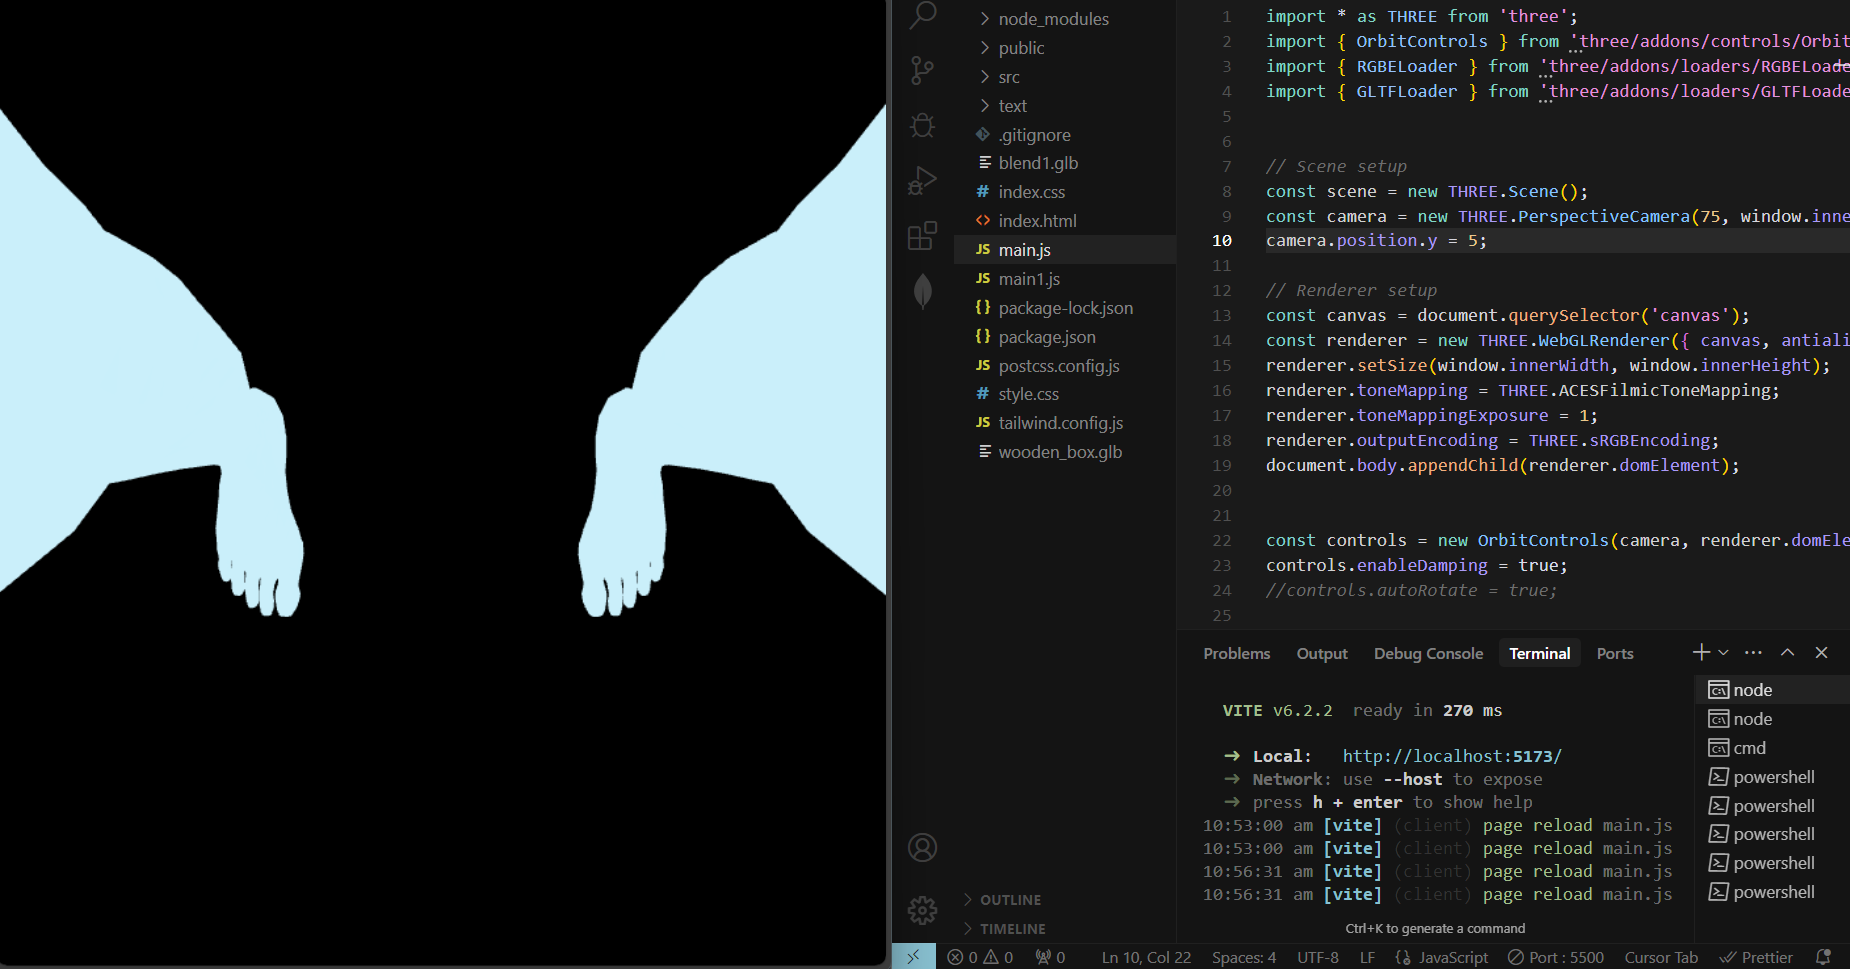 node_modules
public
src
text
.gitignore
blend1.glb
# index.css
<> index.html
JS main.js
JS main1.js
{} package-lock.json
{} package.json
JS postcss.config.js
# style.css
JS tailwind.config.js
wooden_box.glb
OUTLINE
TIMELINE
1 import * as THREE from 'three';
2 import { OrbitControls } from 'three/addons/controls/Orbit
3 import { RGBELoader } from 'three/addons/loaders/RGBELoade
4 import { GLTFLoader } from 'three/addons/loaders/GLTFLoade
5
6
7 // Scene setup
8 const scene = new THREE.Scene();
9 const camera = new THREE.PerspectiveCamera(75, window.inne
10 camera.position.y = 5;
11
12 // Renderer setup
13 const canvas = document.querySelector('canvas');
14 const renderer = new THREE.WebGLRenderer({ canvas, antiali
15 renderer.setSize(window.innerWidth, window.innerHeight);
16 renderer.toneMapping = THREE.ACESFilmicToneMapping;
17 renderer.toneMappingExposure = 1;
18 renderer.outputEncoding = THREE.sRGBEncoding;
19 document.body.appendChild(renderer.domElement);
20
21
22 const controls = new OrbitControls(camera, renderer.domEle
23 controls.enableDamping = true;
24 //controls.autoRotate = true;
25
Problems Output Debug Console Terminal Ports
VITE v6.2.2 ready in 270 ms
➜ Local: http://localhost:5173/
➜ Network: use --host to expose
➜ press h + enter to show help
10:53:00 am [vite] (client) page reload main.js
10:53:00 am [vite] (client) page reload main.js
10:56:31 am [vite] (client) page reload main.js
10:56:31 am [vite] (client) page reload main.js
Ctrl+K to generate a command
node
node
cmd
powershell
powershell
powershell
powershell
powershell
0 0 0 Ln 10, Col 22 Spaces: 4 UTF-8 LF {} JavaScript Port : 5500 Cursor Tab Prettier